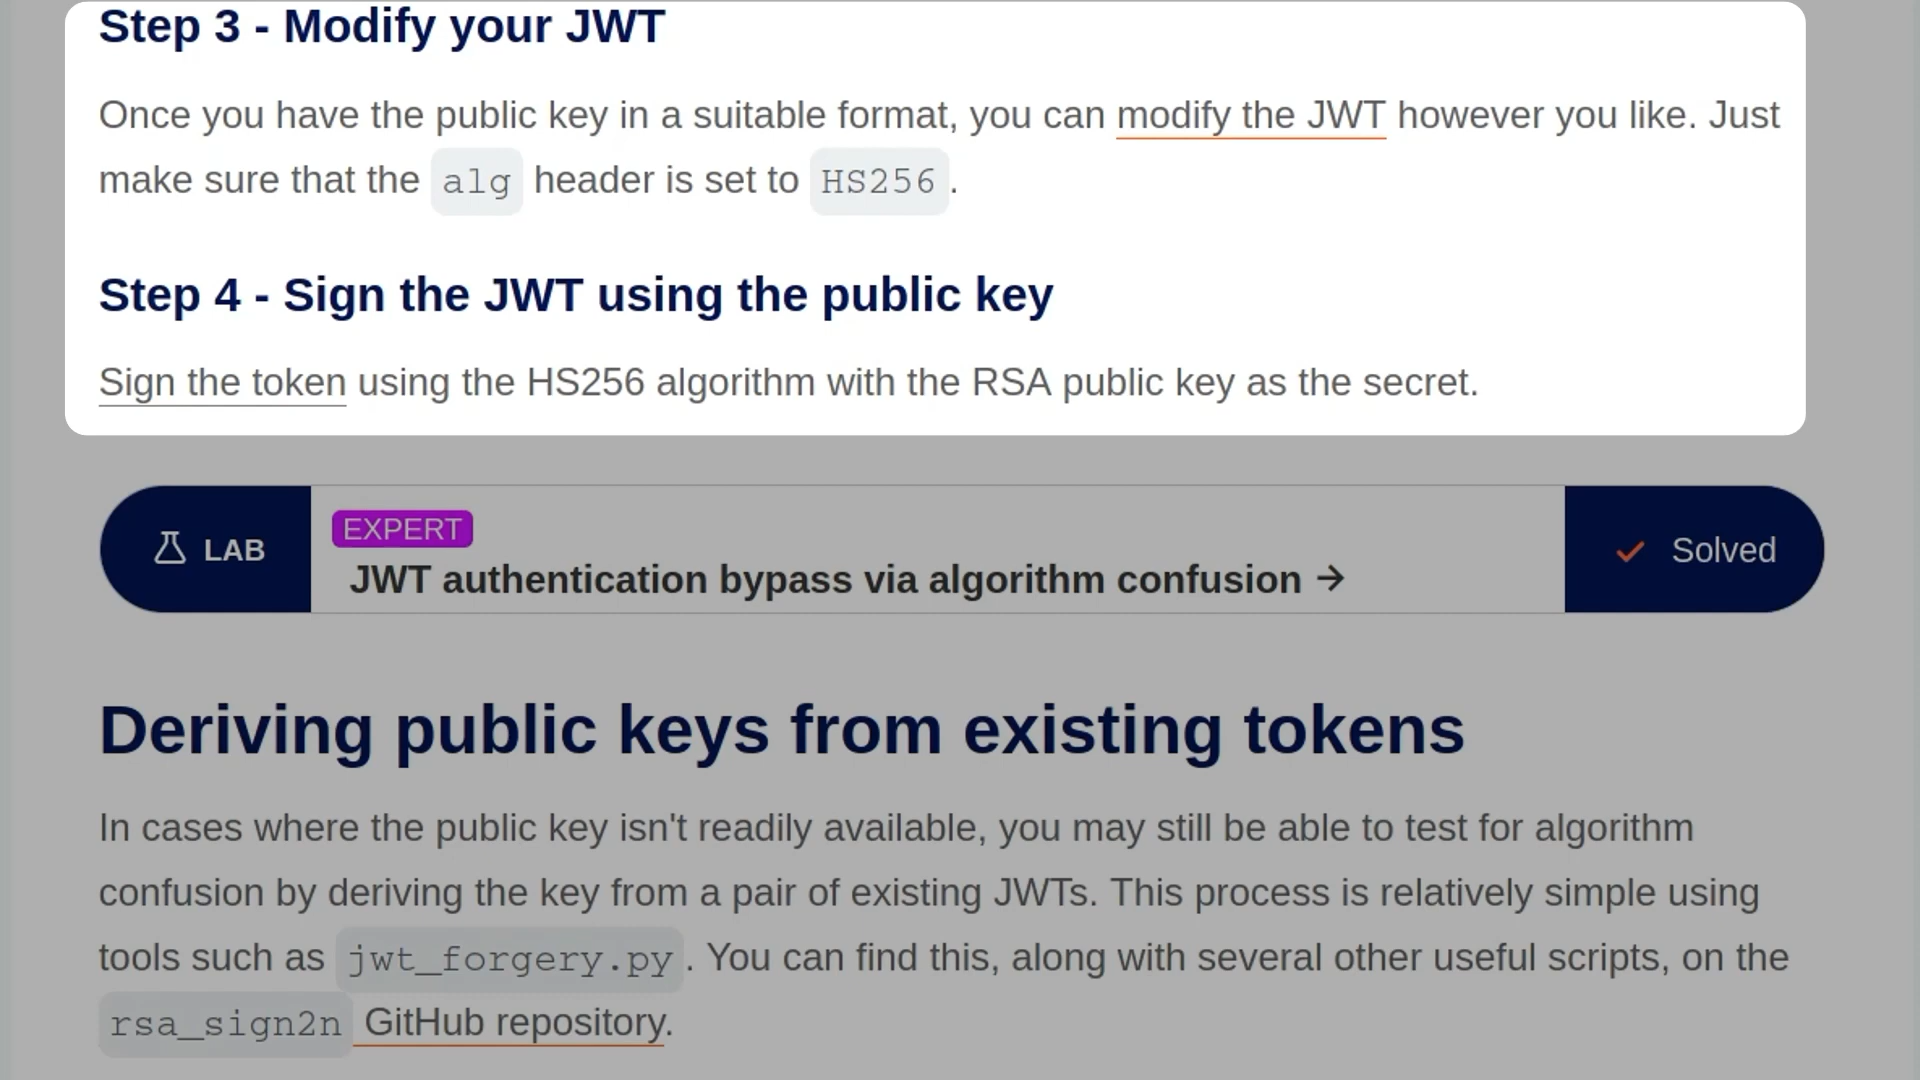 Step 3 - Modify your JWT
Once you have the public key in a suitable format, you can modify the JWT however you like. Just
make sure that the alg header is set to HS256.
Step 4 - Sign the JWT using the public key
Sign the token using the HS256 algorithm with the RSA public key as the secret.
LAB
EXPERT
JWT authentication bypass via algorithm confusion →
Solved
Deriving public keys from existing tokens
In cases where the public key isn't readily available, you may still be able to test for algorithm
confusion by deriving the key from a pair of existing JWTs. This process is relatively simple using
tools such as jwt_forgery.py. You can find this, along with several other useful scripts, on the
rsa_sign2n GitHub repository.